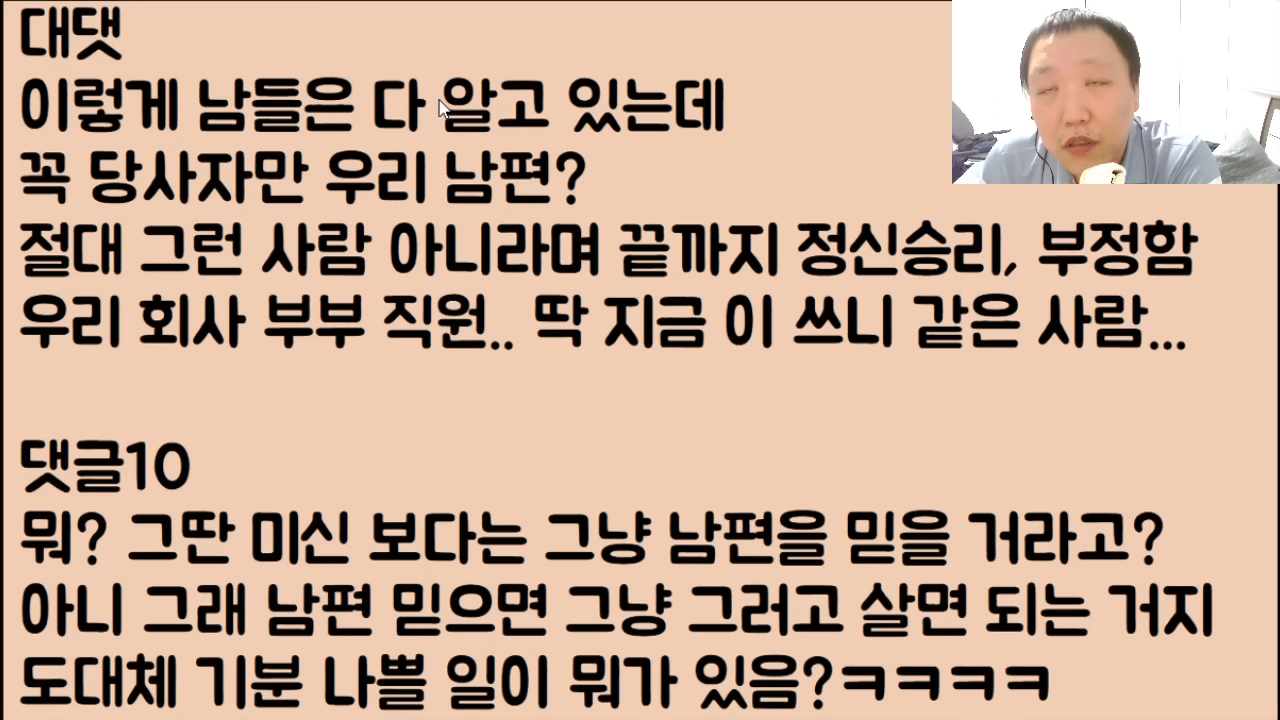 대댓
이렇게 남들은 다 알고 있는데
꼭 당사자만 우리 남편?
절대 그런 사람 아니라며 끝까지 정신승리, 부정함
우리 회사 부부 직원.. 딱 지금 이 쓰니 같은 사람...
댓글10
뭐? 그딴 미신 보다는 그냥 남편을 믿을 거라고?
아니 그래 남편 믿으면 그냥 그러고 살면 되는 거지
도대체 기분 나쁠 일이 뭐가 있음?ㅋㅋㅋㅋ